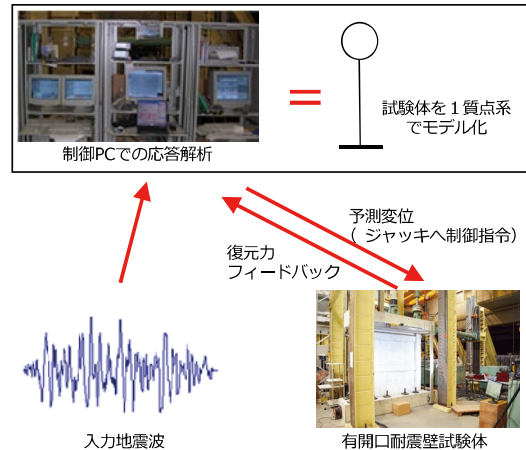 制御PCでの応答解析
試験体を１質点系
でモデル化
予測変位
（ ジャッキへ制御指令）
復元力
フィードバック
入力地震波
有開口耐震壁試験体